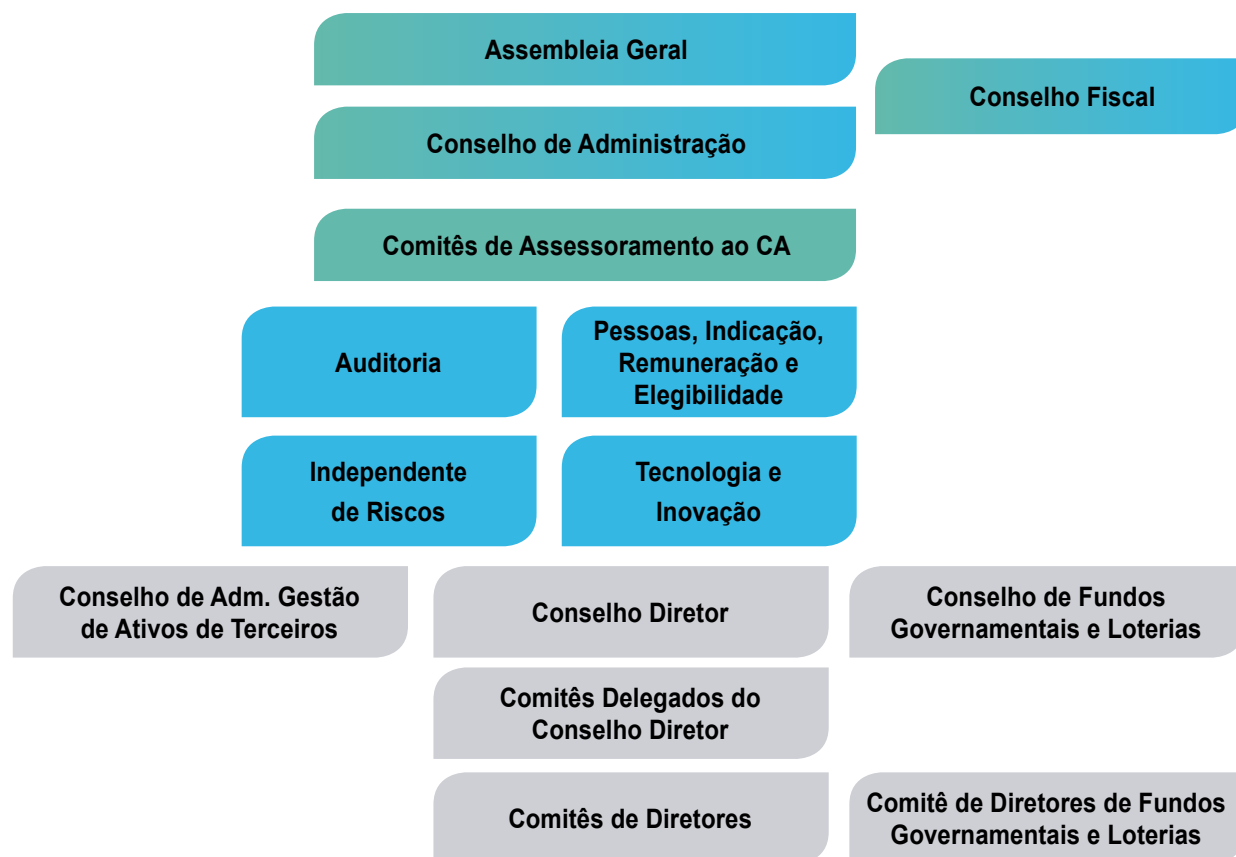 Assembleia Geral
Conselho Fiscal
Conselho de Administração
Comitês de Assessoramento ao CA
Auditoria
Pessoas, Indicação,
Remuneração e
Elegibilidade
Independente
de Riscos
Tecnologia e
Inovação
Conselho de Adm. Gestão
de Ativos de Terceiros
Conselho Diretor
Conselho de Fundos
Governamentais e Loterias
Comitês Delegados do
Conselho Diretor
Comitês de Diretores
Comitê de Diretores de Fundos
Governamentais e Loterias